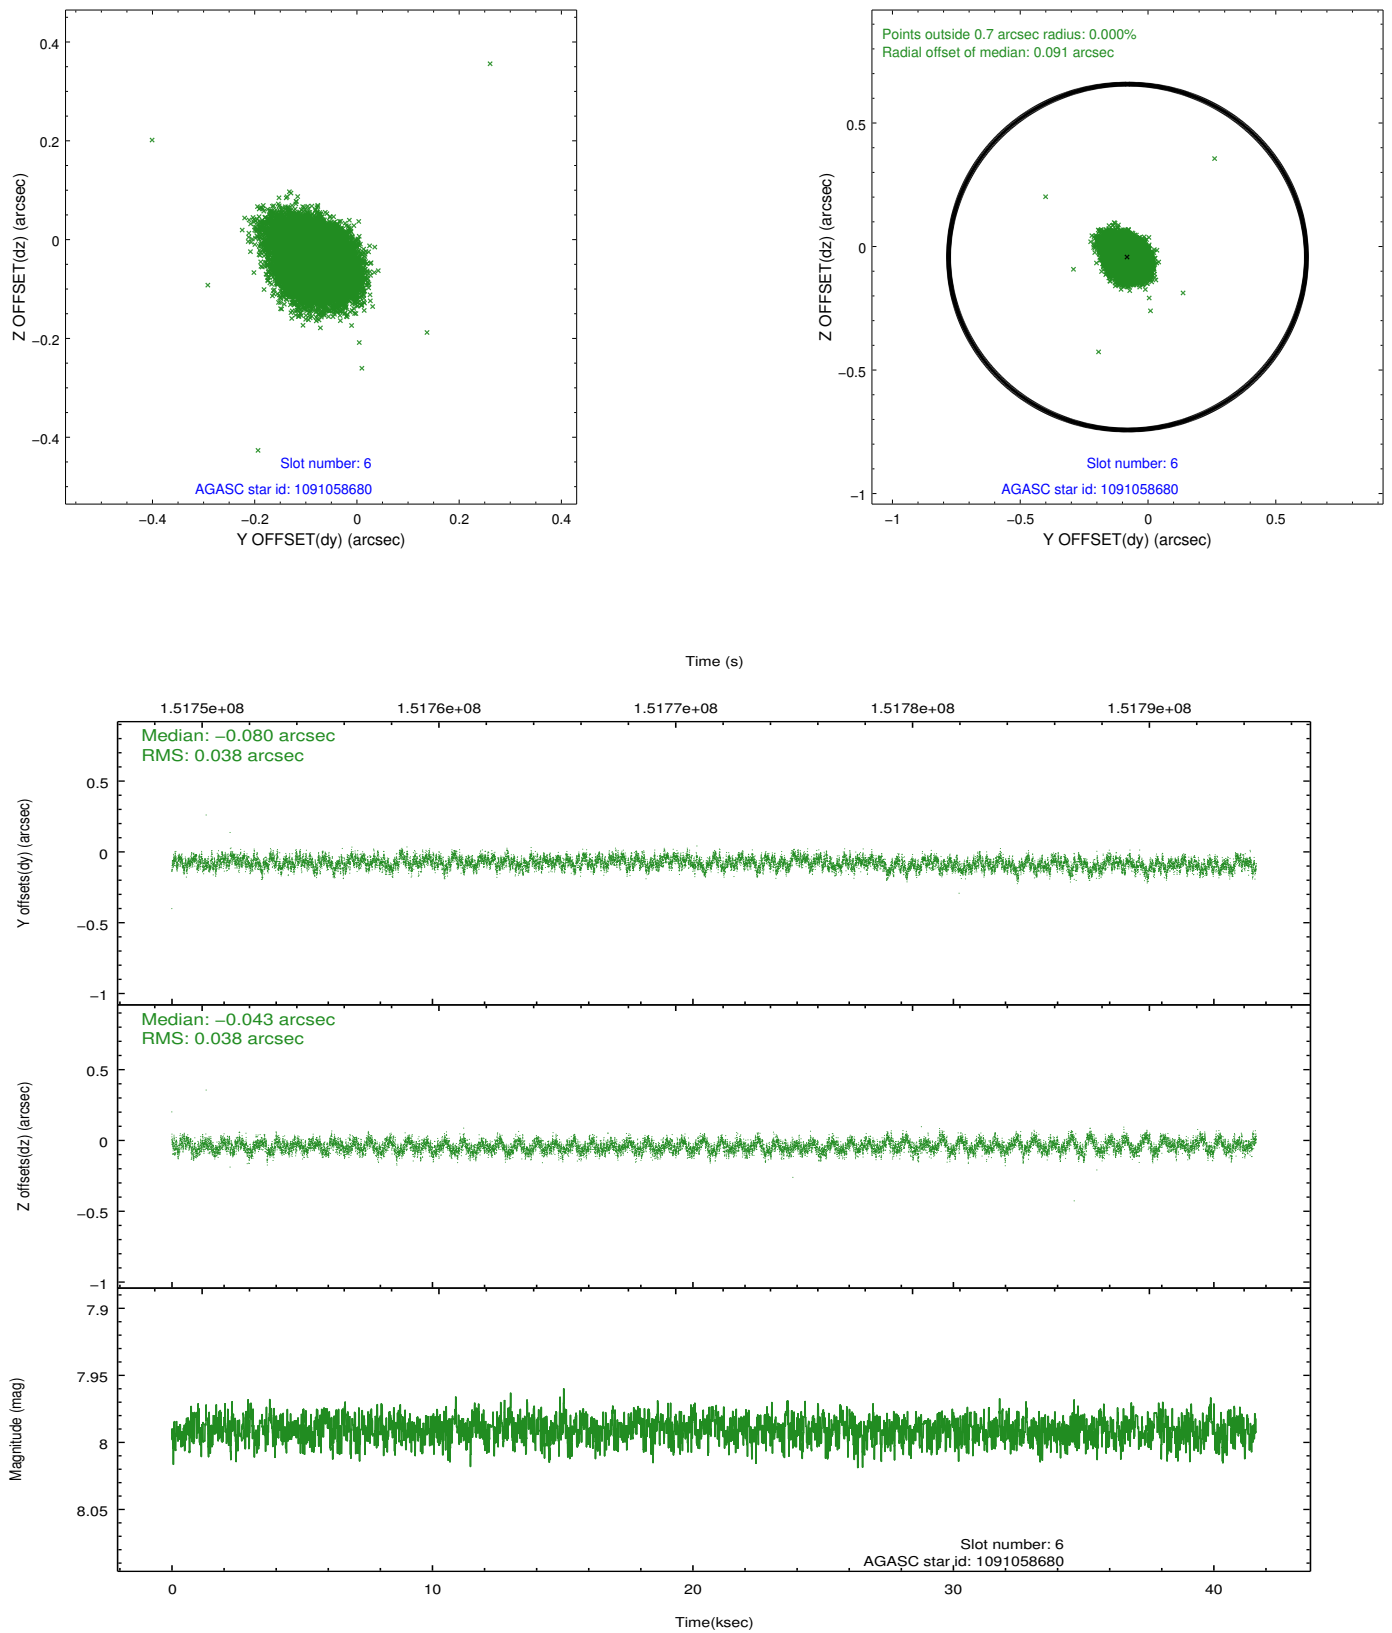 0.4
0.2
0
−0.2
−0.4
−0.4
−0.2
0
0.2
0.4
Z OFFSET(dz) (arcsec)
Y OFFSET(dy) (arcsec)
Slot number: 6
AGASC star id: 1091058680
Points outside 0.7 arcsec radius: 0.000%
Radial offset of median: 0.091 arcsec
0.5
0
−0.5
−1
−1
−0.5
0
0.5
Z OFFSET(dz) (arcsec)
Y OFFSET(dy) (arcsec)
Slot number: 6
AGASC star id: 1091058680
Time (s)
1.5175e+08
1.5176e+08
1.5177e+08
1.5178e+08
1.5179e+08
Median: −0.080 arcsec
RMS: 0.038 arcsec
0.5
0
−0.5
−1
Y offsets(dy) (arcsec)
Median: −0.043 arcsec
RMS: 0.038 arcsec
0.5
0
−0.5
−1
Z offsets(dz) (arcsec)
7.9
7.95
8
8.05
Magnitude (mag)
Slot number: 6
AGASC star id: 1091058680
0
10
20
30
40
Time(ksec)